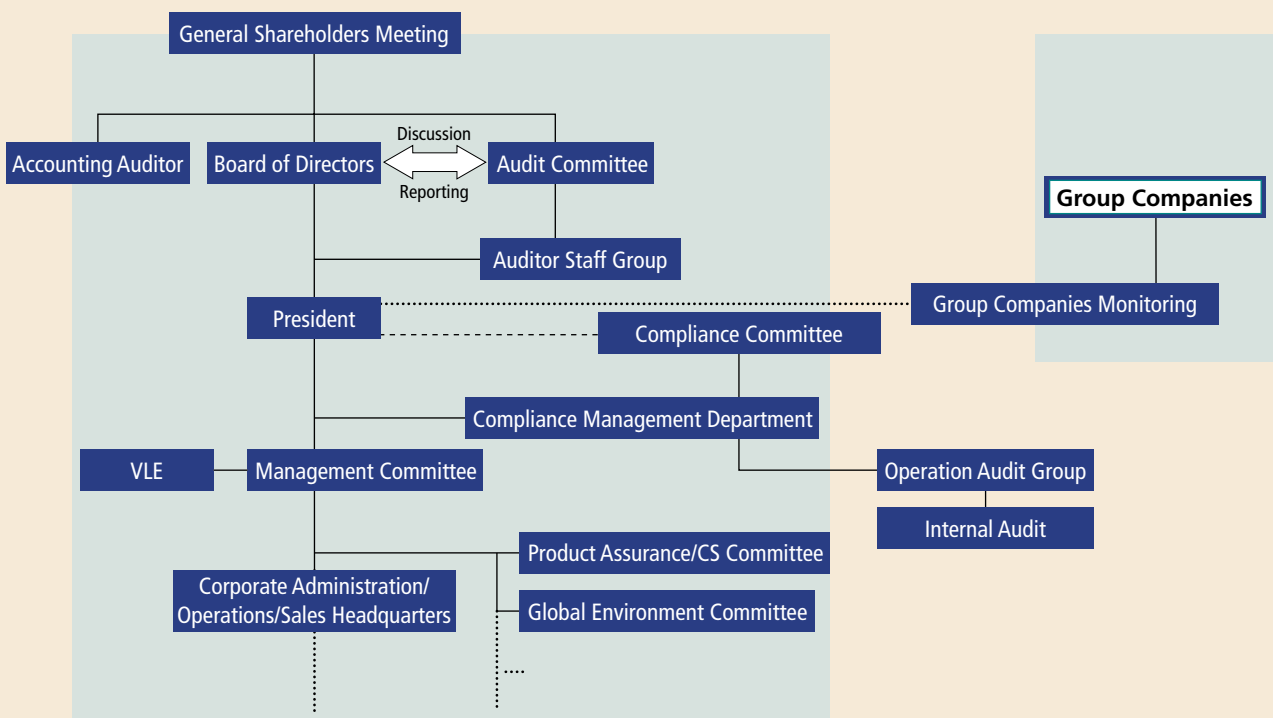 General Shareholders Meeting
Discussion
Accounting Auditor
Board of Directors
Audit Committee
Reporting
Group Companies
Auditor Staff Group
President
Group Companies Monitoring
Compliance Committee
Compliance Management Department
VLE
Management Committee
Operation Audit Group
Internal Audit
Product Assurance/CS Committee
Corporate Administration/
Operations/Sales Headquarters
Global Environment Committee